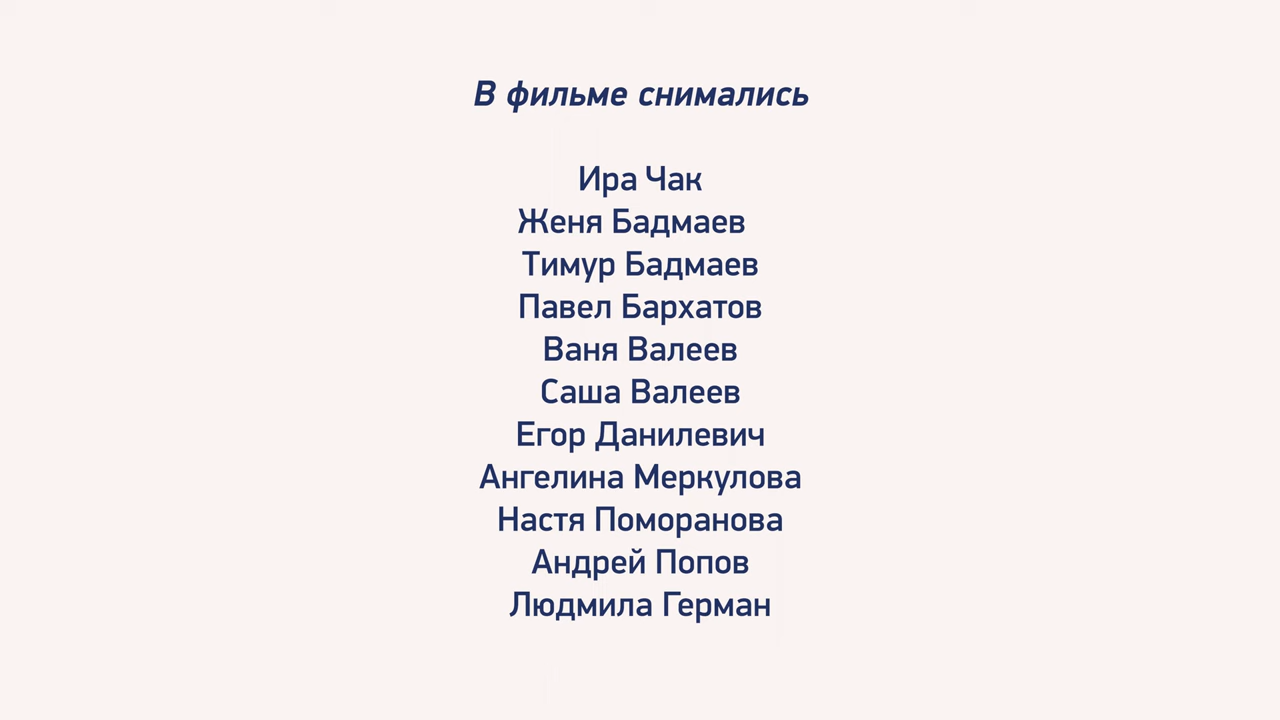 В фильме снимались
Ира Чак
Женя Бадмаев
Тимур Бадмаев
Павел Бархатов
Ваня Валеев
Саша Валеев
Егор Данилевич
Ангелина Меркулова
Настя Поморанова
Андрей Попов
Людмила Герман